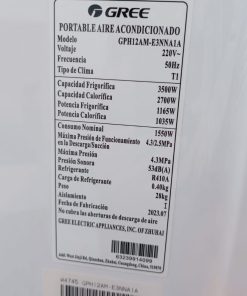 GREE
PORTABLE AIRE ACONDICIONADO
Modelo GPH12AM-E3NNA1A
Voltaje 220V~
Frecuencia 50Hz
Tipo de Clima T1
Capacidad Frigorífica 3500W
Capacidad Calorífica 2700W
Potencia Frigorífica 1165W
Potencia Calorífica 1035W
Consumo Nominal 1550W
Máxima Presión de Funcionamiento
en la Descarga/Succión 4.3/2.5MPa
Máxima Presión 4.3MPa
Presión Sonora 53dB(A)
Refrigerante R410A
Carga de Refrigerante 0.40kg
Peso 28kg
Aislación I
Fecha de 2023.07
No cubra las aberturas de descarga de aire
GREE ELECTRIC APPLIANCES, INC. OF ZHUHAI
#4745 GPH12AM-E3NNA1A